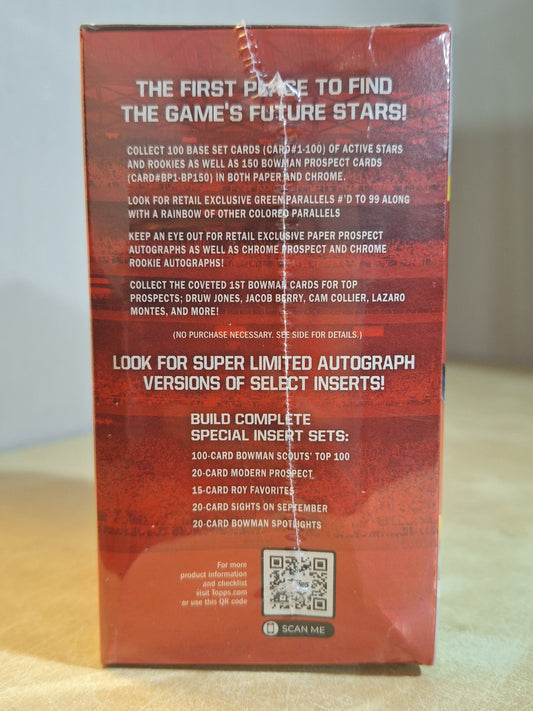 THE FIRST PLACE TO FIND
THE GAME'S FUTURE STARS!
COLLECT 100 BASE SET CARDS (CARD#1-100) OF ACTIVE STARS
AND ROOKIES AS WELL AS 150 BOWMAN PROSPECT CARDS
(CARD#BP1-BP150) IN BOTH PAPER AND CHROME.
LOOK FOR RETAIL EXCLUSIVE GREEN PARALLELS #'D TO 99 ALONG
WITH A RAINBOW OF OTHER COLORED PARALLELS
KEEP AN EYE OUT FOR RETAIL EXCLUSIVE PAPER PROSPECT
AUTOGRAPHS AS WELL AS CHROME PROSPECT AND CHROME
ROOKIE AUTOGRAPHS!
COLLECT THE COVETED 1ST BOWMAN CARDS FOR TOP
PROSPECTS; DRUW JONES, JACOB BERRY, CAM COLLIER, LAZARO
MONTES, AND MORE!
(NO PURCHASE NECESSARY. SEE SIDE FOR DETAILS.)
LOOK FOR SUPER LIMITED AUTOGRAPH
VERSIONS OF SELECT INSERTS!
BUILD COMPLETE
SPECIAL INSERT SETS:
100-CARD BOWMAN SCOUTS' TOP 100
20-CARD MODERN PROSPECT
15-CARD ROY FAVORITES
20-CARD SIGHTS ON SEPTEMBER
20-CARD BOWMAN SPOTLIGHTS
For more
product information
and checklist
visit Topps.com
or use this QR code
SCAN ME